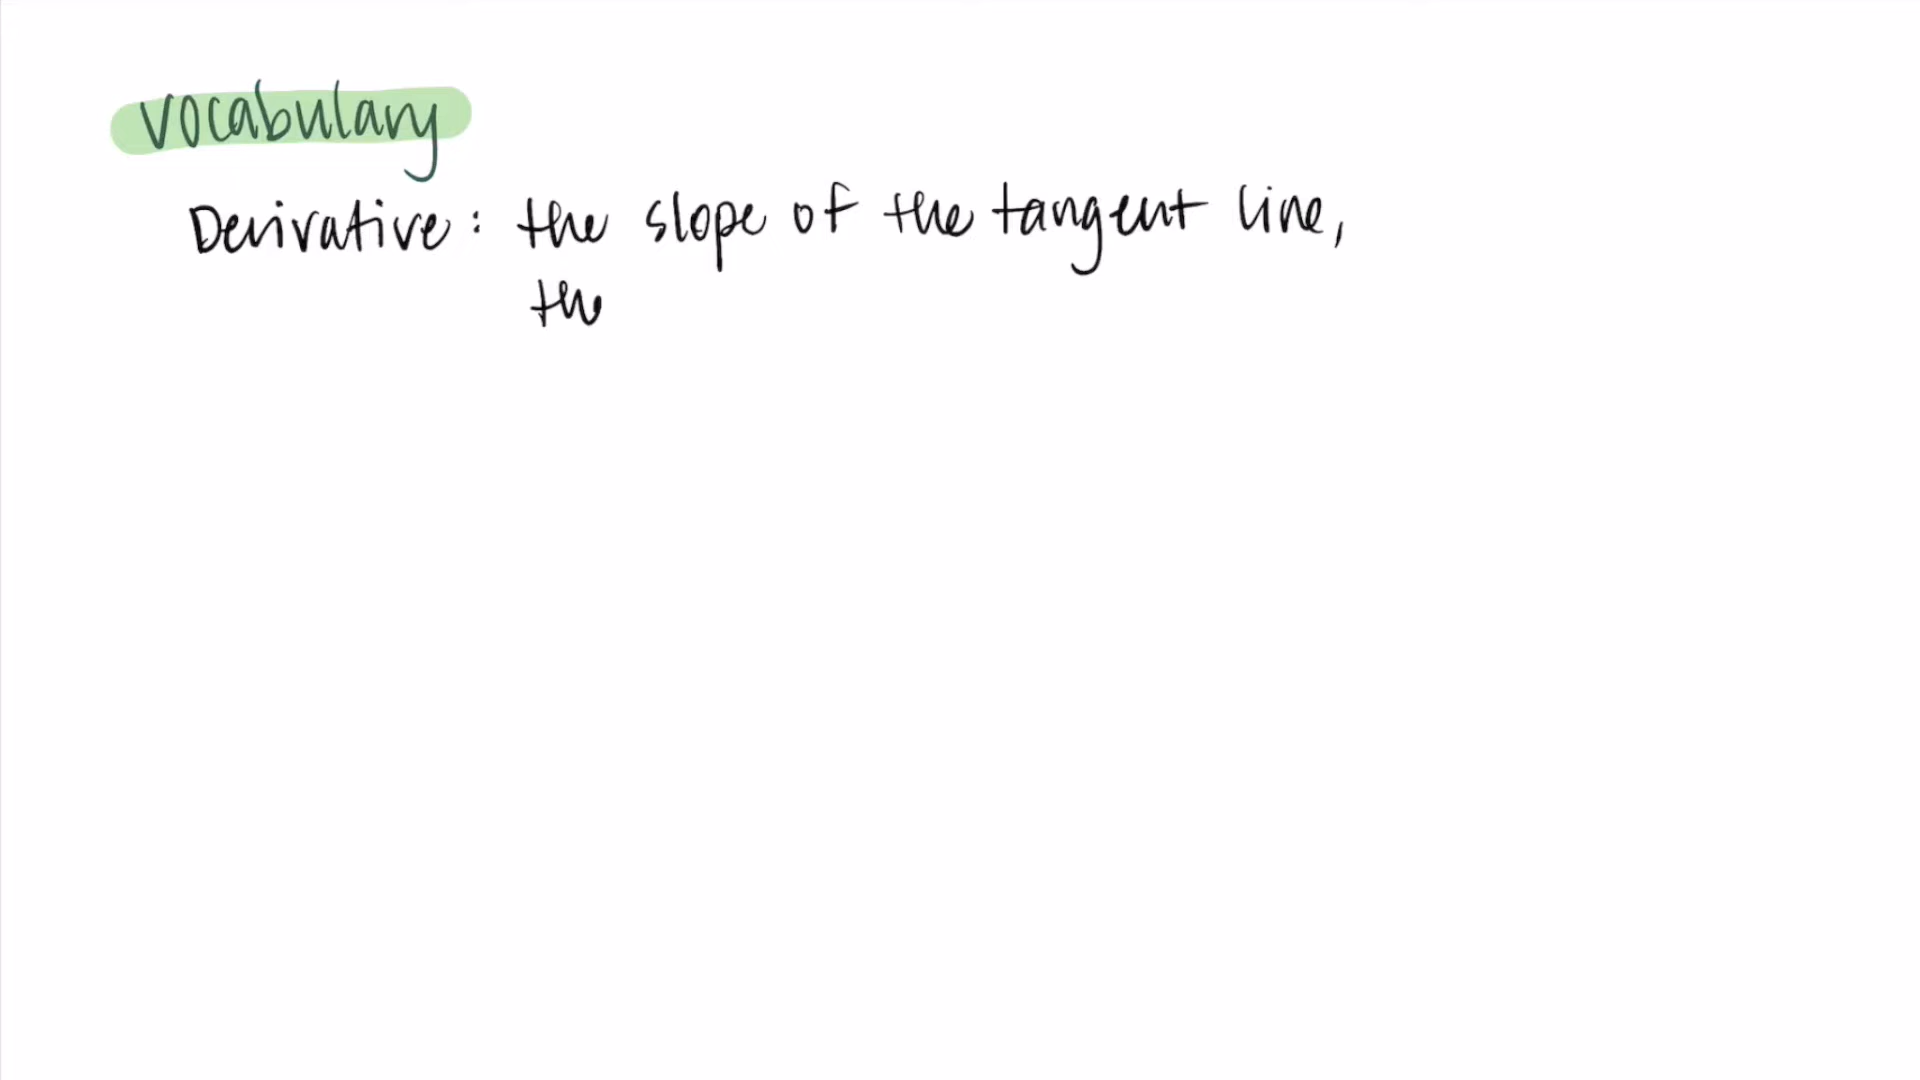 vocabulary
Derivative: the slope of the tangent line,
the